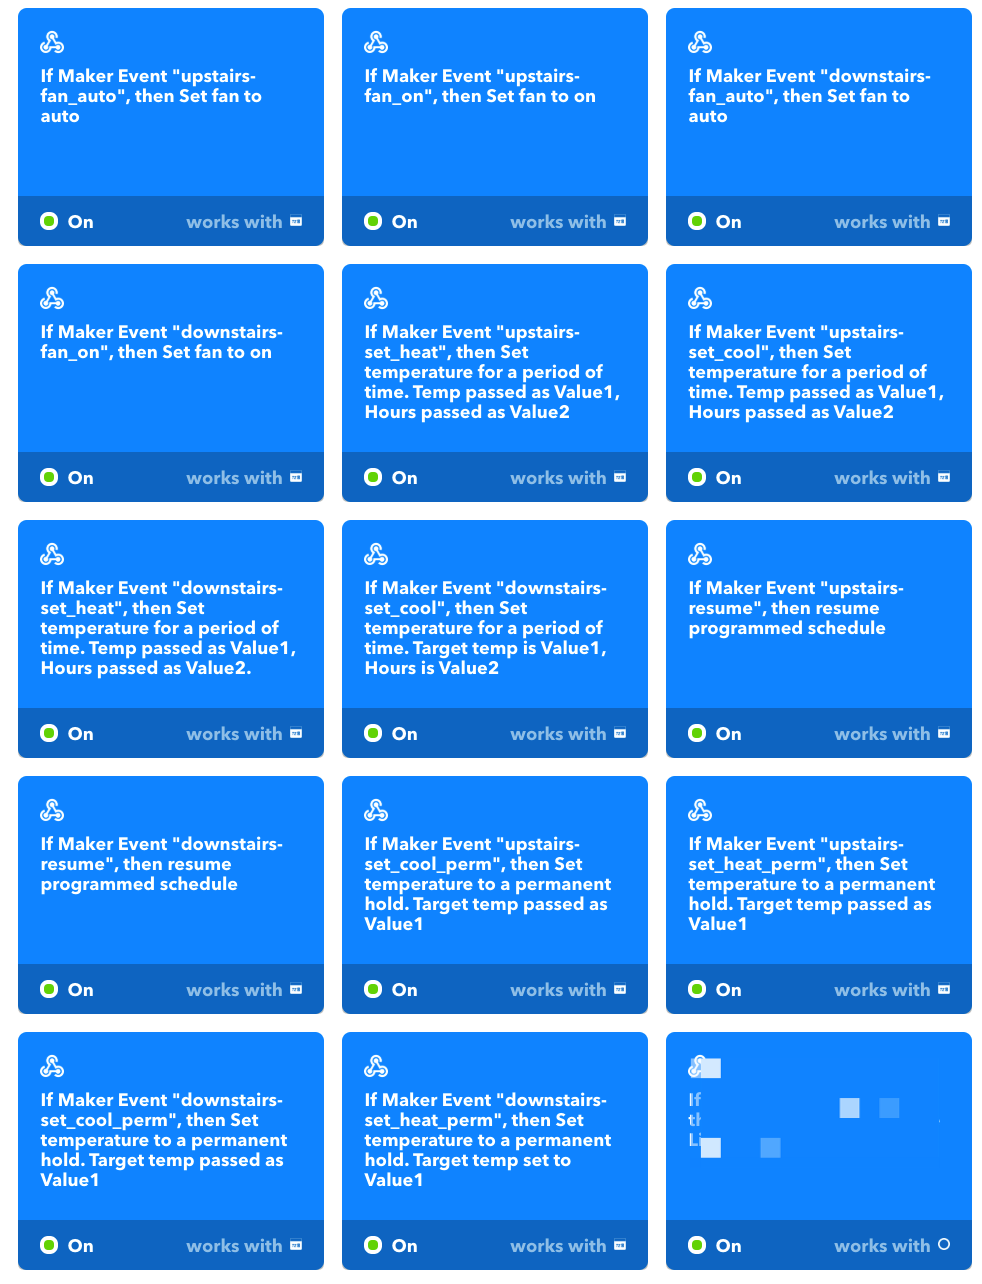 If Maker Event "upstairs-
fan_auto", then Set fan to
auto
On
works with
If Maker Event "upstairs-
fan_on", then Set fan to on
On
works with
If Maker Event "downstairs-
fan_auto", then Set fan to
auto
On
works with
If Maker Event "downstairs-
fan_on", then Set fan to on
On
works with
If Maker Event "upstairs-
set_heat", then Set
temperature for a period of
time. Temp passed as Value1,
Hours passed as Value2
On
works with
If Maker Event "upstairs-
set_cool", then Set
temperature for a period of
time. Temp passed as Value1,
Hours passed as Value2
On
works with
If Maker Event "downstairs-
set_heat", then Set
temperature for a period of
time. Temp passed as Value1,
Hours passed as Value2.
On
works with
If Maker Event "downstairs-
set_cool", then Set
temperature for a period of
time. Target temp is Value1,
Hours is Value2
On
works with
If Maker Event "upstairs-
resume", then resume
programmed schedule
On
works with
If Maker Event "downstairs-
resume", then resume
programmed schedule
On
works with
If Maker Event "upstairs-
set_cool_perm", then Set
temperature to a permanent
hold. Target temp passed as
Value1
On
works with
If Maker Event "upstairs-
set_heat_perm", then Set
temperature to a permanent
hold. Target temp passed as
Value1
On
works with
If Maker Event "downstairs-
set_cool_perm", then Set
temperature to a permanent
hold. Target temp passed as
Value1
On
works with
If Maker Event "downstairs-
set_heat_perm", then Set
temperature to a permanent
hold. Target temp set to
Value1
On
works with
If
On
works with